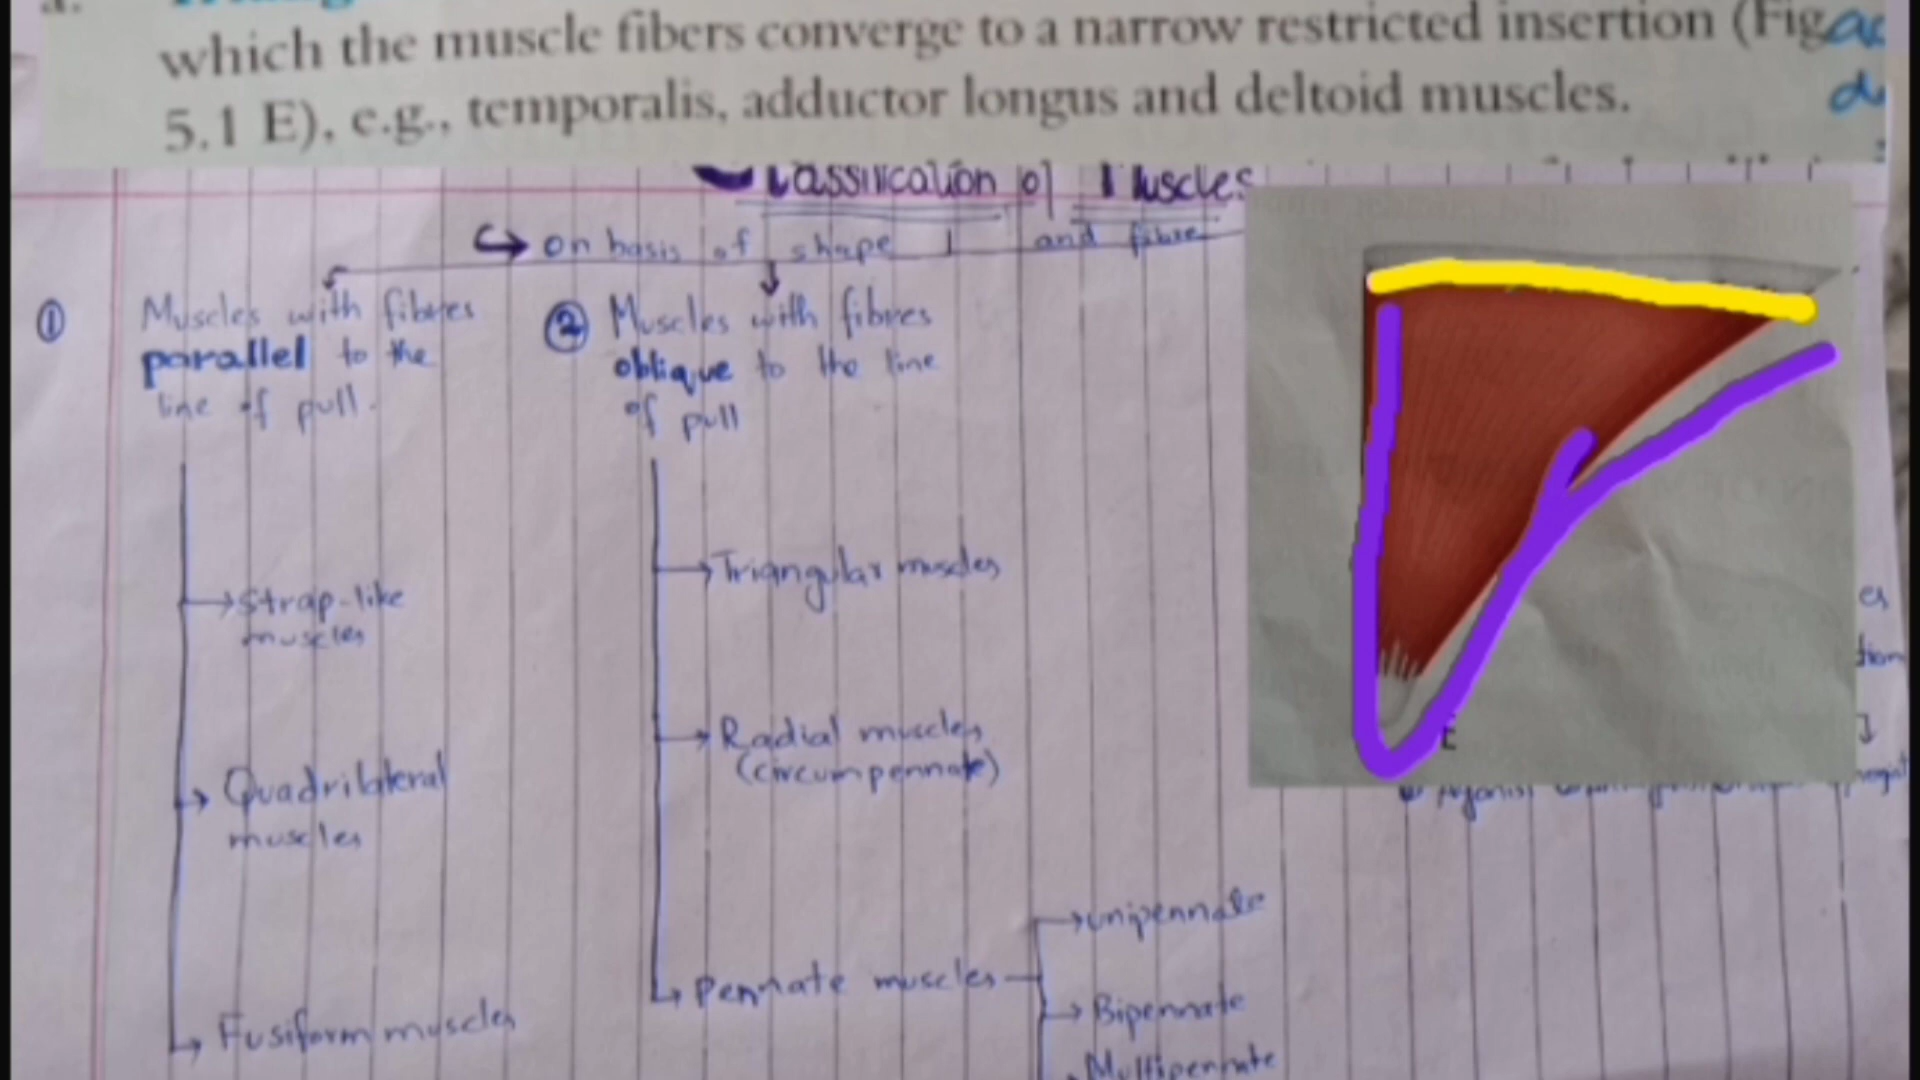 which the muscle fibers converge to a narrow restricted insertion (Fig
5.1 E), e.g., temporalis, adductor longus and deltoid muscles.
Classification of Muscles
on basis of shape and fibre
① Muscles with fibres
parallel to the
line of pull.
② Muscles with fibres
oblique to the line
of pull
Strap-like
muscles
Quadrilateral
muscles
Fusiform muscles
Triangular muscles
Radial muscles
(circumpennate)
Pennate muscles
Unipennate
Bipennate
Multipennate
E
es